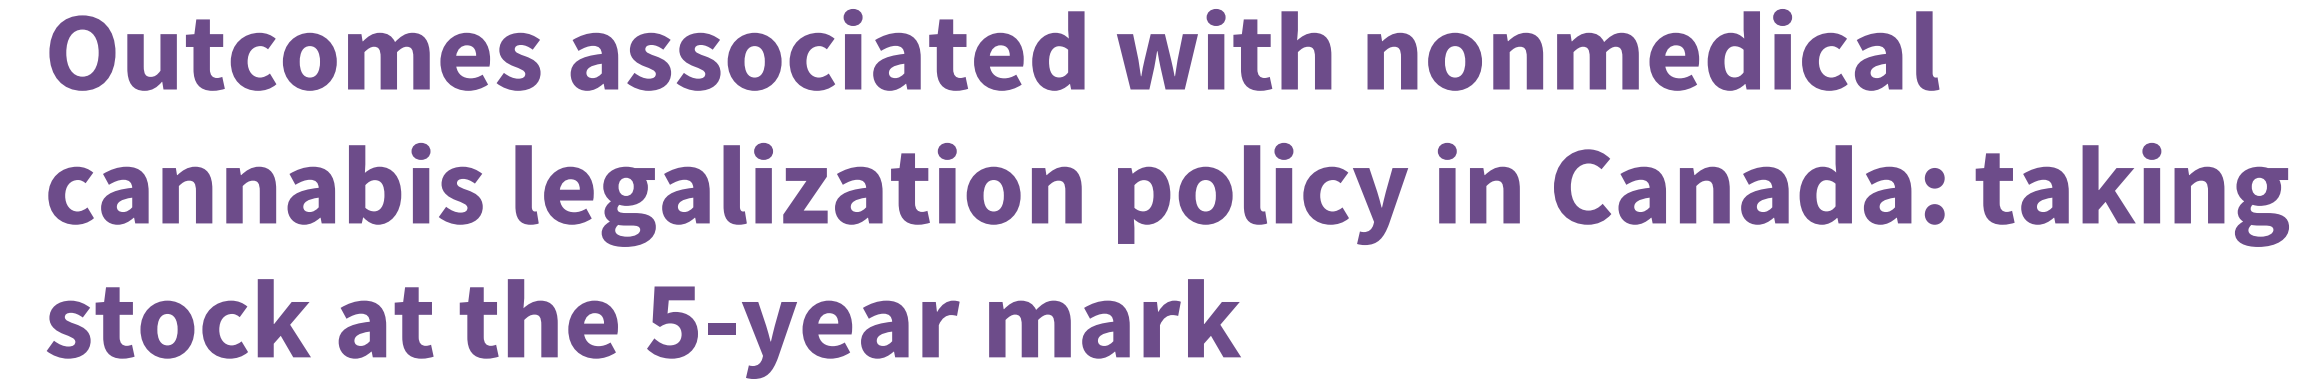 Outcomes associated with nonmedical
cannabis legalization policy in Canada: taking
stock at the 5-year mark